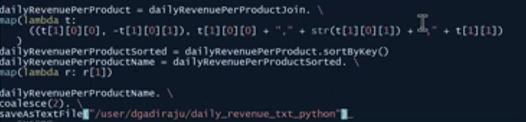 dailyRevenuePerProduct = dailyRevenuePerProductJoin. \
map(lambda t:
((t[1][0][0], -t[1][0][1]), t[1][0][0] + "," + str(t[1][0][1]) + "," + t[1][1])
)
dailyRevenuePerProductSorted = dailyRevenuePerProduct.sortByKey()
dailyRevenuePerProductName = dailyRevenuePerProductSorted. \
map(lambda r: r[1])
dailyRevenuePerProductName. \
coalesce(2). \
saveAsTextFile("/user/dgadiraju/daily_revenue_txt_python")